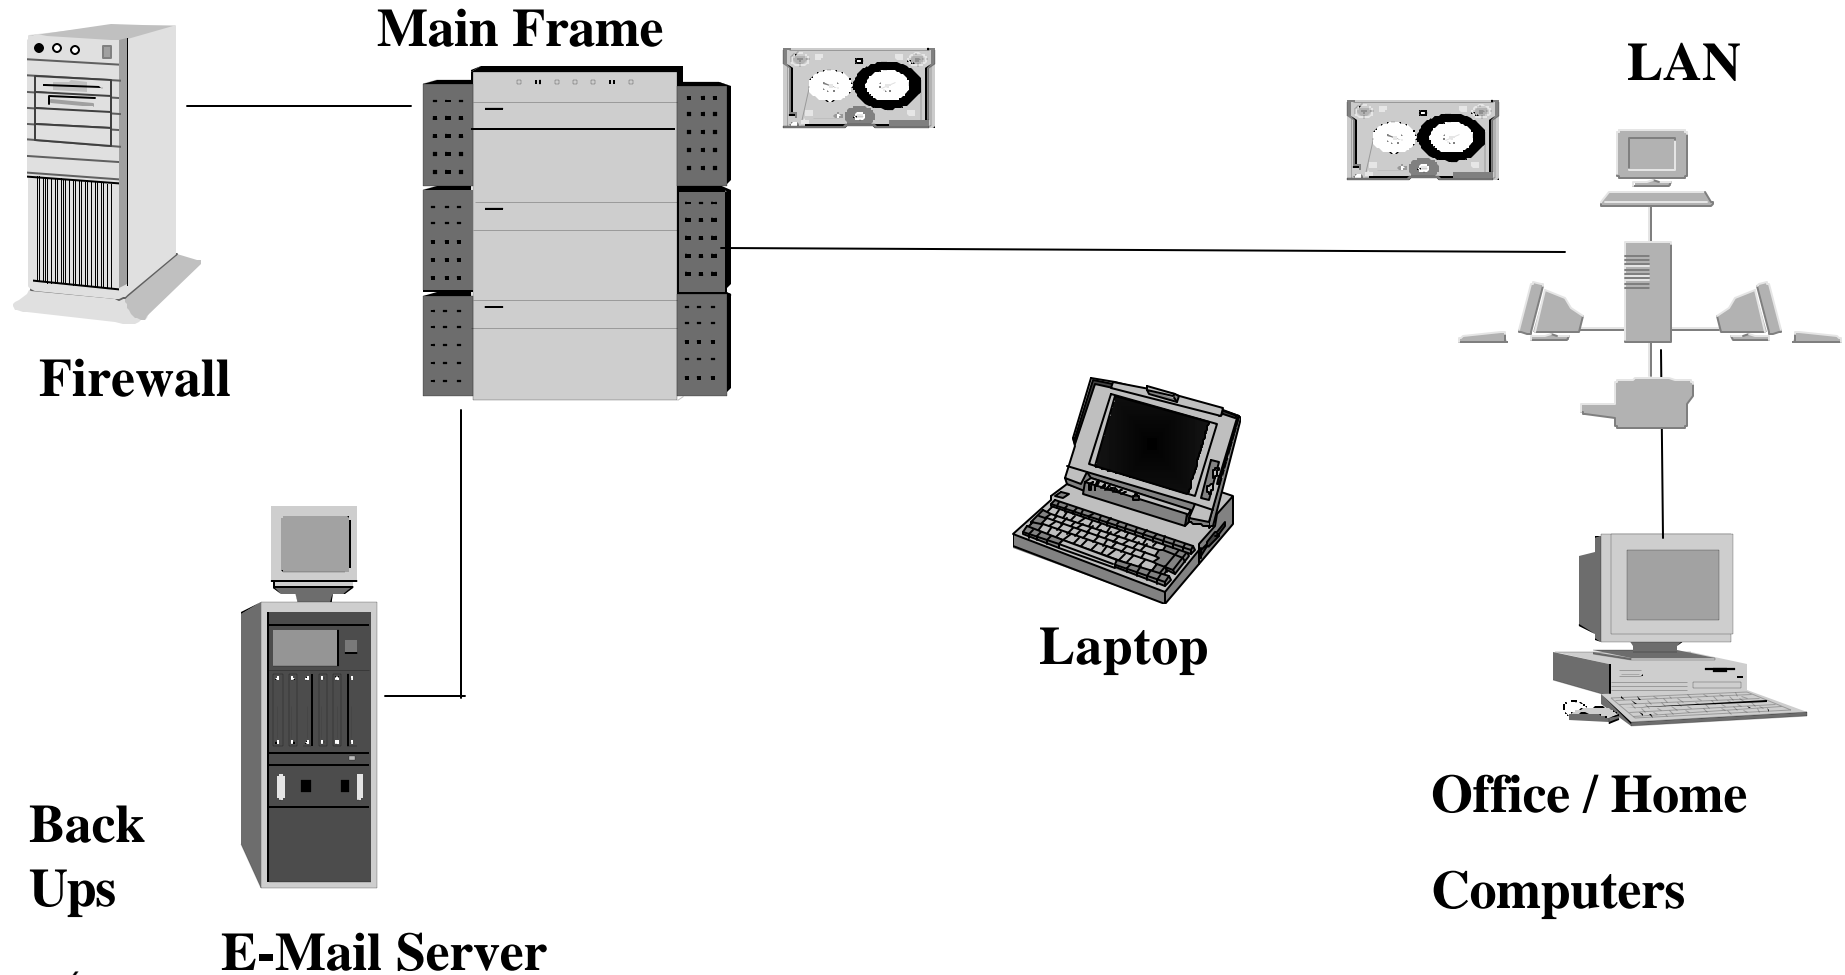 Main Frame
LAN
Firewall
Laptop
Office / Home
Computers
Back
Ups
E-Mail Server